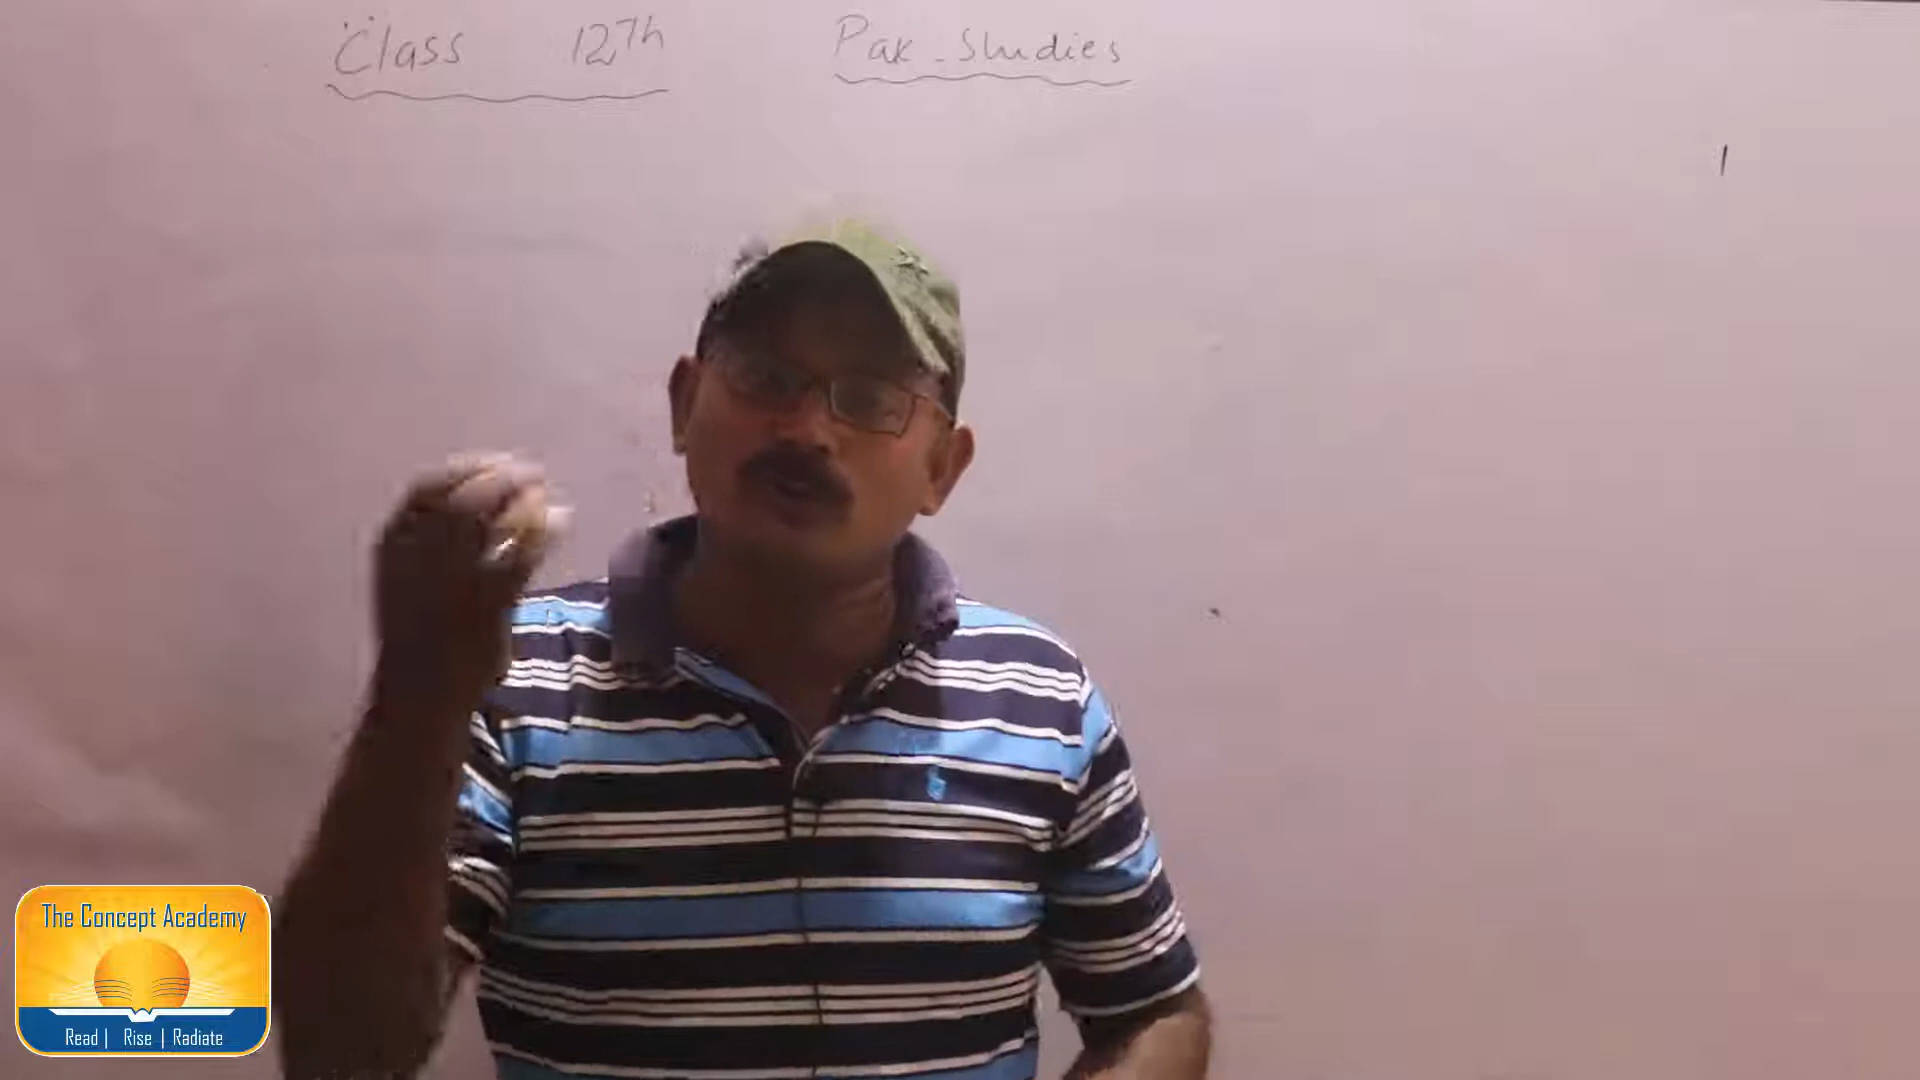 Class 12th Pak-Studies
The Concept Academy
Read | Rise | Radiate